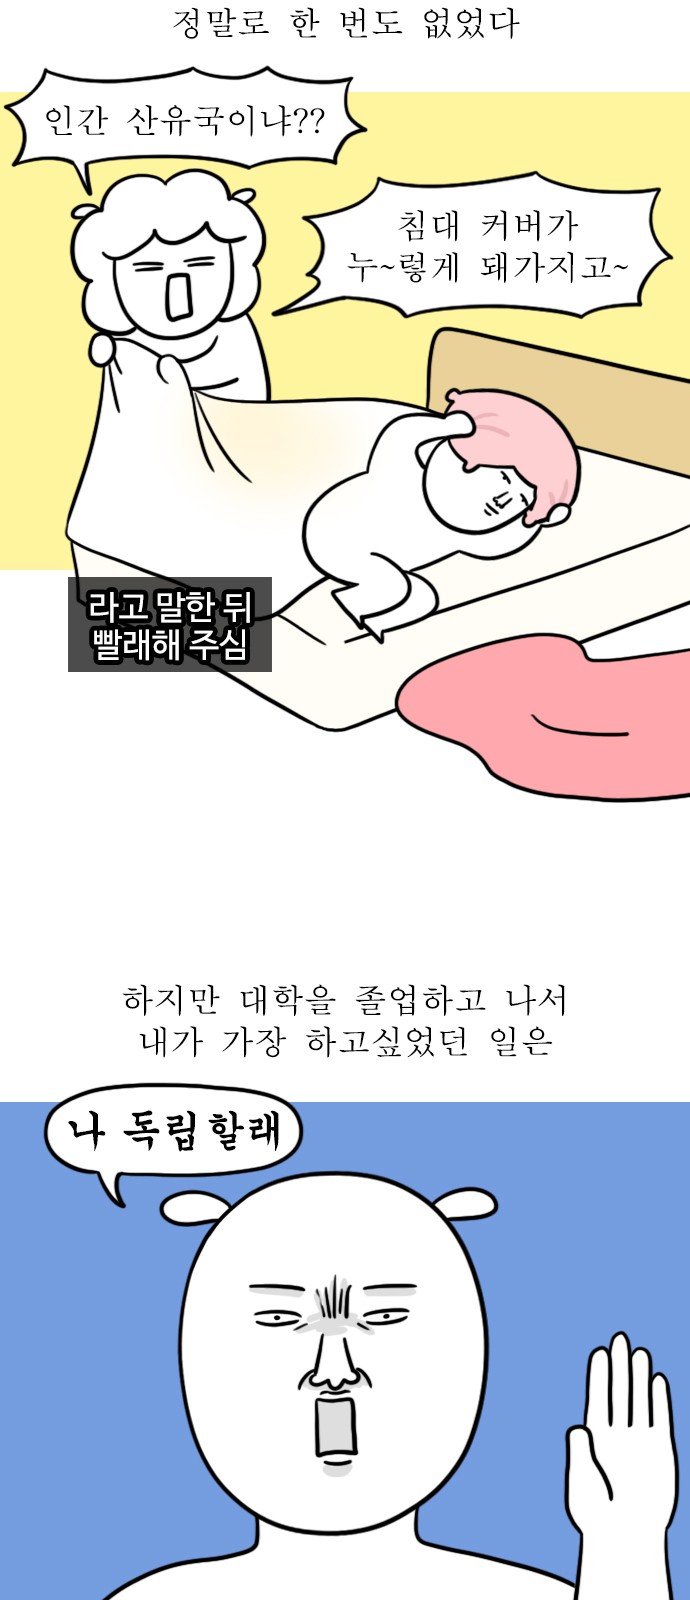 정말로 한 번도 없었다
인간 산유국이냐??
침대 커버가
누~렇게 돼가지고~
라고 말한 뒤
빨래해 주심
하지만 대학을 졸업하고 나서
내가 가장 하고싶었던 일은
나 독립할래